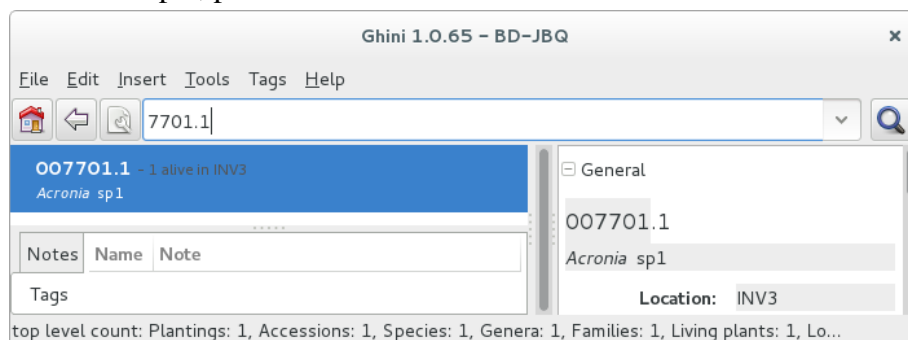 Ghini 1.0.65 – BD-JBQ
File Edit Insert Tools Tags Help
7701.1
007701.1 – 1 alive in INV3
Acronia sp1
Notes Name Note
Tags
General
007701.1
Acronia sp1
Location: INV3
top level count: Plantings: 1, Accessions: 1, Species: 1, Genera: 1, Families: 1, Living plants: 1, Lo...